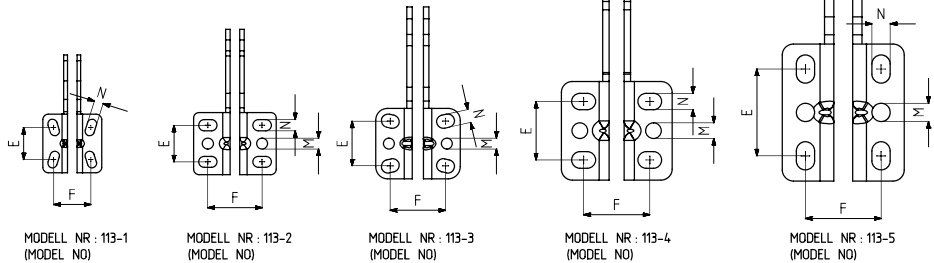 E
N
F
MODELL NR : 113-1
(MODEL NO)
E
N
M
F
MODELL NR : 113-2
(MODEL NO)
E
N
M
F
MODELL NR : 113-3
(MODEL NO)
E
N
M
F
MODELL NR : 113-4
(MODEL NO)
N
E
M
F
MODELL NR : 113-5
(MODEL NO)